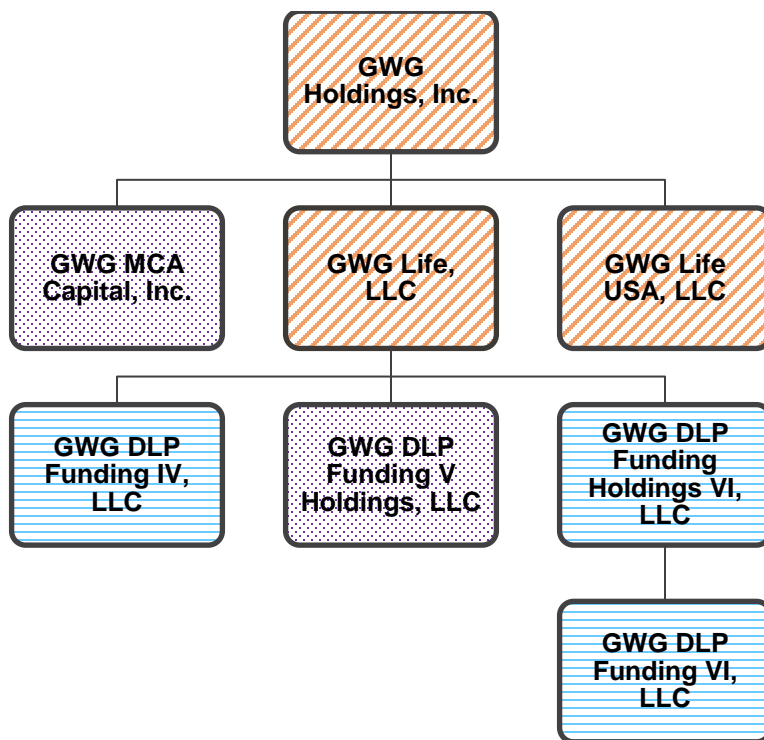 GWG
Holdings, Inc.
GWG MCA
Capital, Inc.
GWG Life,
LLC
GWG Life
USA, LLC
GWG DLP
Funding IV,
LLC
GWG DLP
Funding V
Holdings, LLC
GWG DLP
Funding
Holdings VI,
LLC
GWG DLP
Funding VI,
LLC